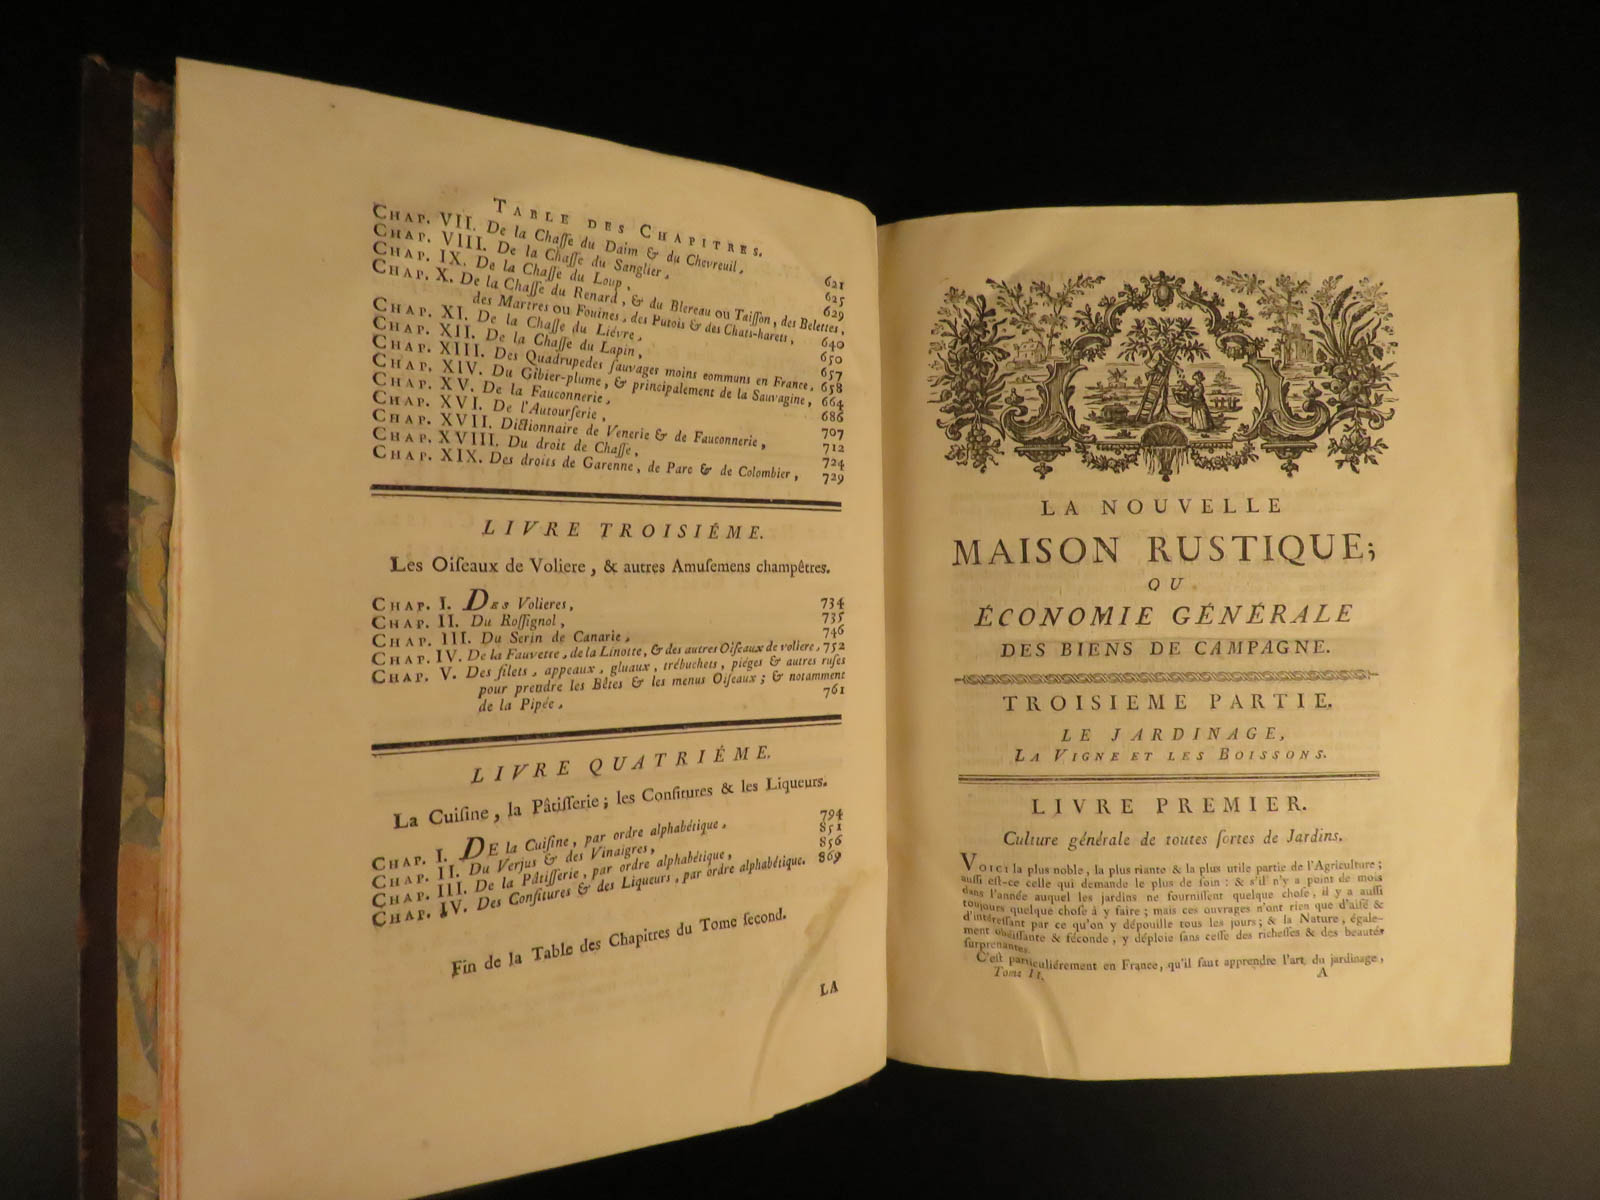 TABLE DES CHAPITRES.
CHAP. VII. De la Chaſſe du Daim & du Chevreuil, 621
CHAP. VIII. De la Chaſſe du Sanglier, 625
CHAP. IX. De la Chaſſe du Loup, 629
CHAP. X. De la Chaſſe du Renard, & du Blereau ou Taiſſon, des Belettes,
des Martres ou Fouines, des Putois & des Chats-harets, 640
CHAP. XI. De la Chaſſe du Liévre, 650
CHAP. XII. De la Chaſſe du Lapin, 657
CHAP. XIII. Des Quadrupedes ſauvages moins communs en France, 658
CHAP. XIV. Du Gibier-plume, & principalement de la Sauvagine, 664
CHAP. XV. De la Fauconnerie, 686
CHAP. XVI. De l'Autourſerie, 707
CHAP. XVII. Dictionnaire de Venerie & de Fauconnerie, 712
CHAP. XVIII. Du droit de Chaſſe, 724
CHAP. XIX. Des droits de Garenne, de Parc & de Colombier, 729
LIVRE TROISIÉME.
Les Oiſeaux de Voliere, & autres Amuſemens champêtres.
CHAP. I. DES Volieres, 734
CHAP. II. Du Roſſignol, 735
CHAP. III. Du Serin de Canarie, 746
CHAP. IV. De la Fauvette, de la Linotte, & des autres Oiſeaux de voliere, 752
CHAP. V. Des filets, appeaux, gluaux, trébuchets, piéges & autres ruſes
pour prendre les Bêtes & les menus Oiſeaux; & notamment
de la Pipée, 761
LIVRE QUATRIÉME.
La Cuiſine, la Pâtiſſerie; les Confitures & les Liqueurs.
CHAP. I. DE la Cuiſine, par ordre alphabétique, 794
CHAP. II. Du Verjus & des Vinaigres, 851
CHAP. III. De la Pâtiſſerie, par ordre alphabétique, 856
CHAP. IV. Des Confitures & des Liqueurs, par ordre alphabétique. 869
Fin de la Table des Chapitres du Tome ſecond.
LA
LA NOUVELLE
MAISON RUSTIQUE;
OU
ÉCONOMIE GÉNÉRALE
DES BIENS DE CAMPAGNE.
TROISIEME PARTIE.
LE JARDINAGE,
LA VIGNE ET LES BOISSONS.
LIVRE PREMIER.
Culture générale de toutes ſortes de Jardins.
VOICI la plus noble, la plus riante & la plus utile partie de l'Agriculture;
auſſi eſt-ce celle qui demande le plus de ſoin: & s'il n'y a point de mois
dans l'année auquel les jardins ne fourniſſent quelque choſe, il y a auſſi
toujours quelque choſe à y faire; mais ces ouvrages n'ont rien que d'aiſé &
d'intéreſſant par ce qu'on y dépouille tous les jours; & la Nature, égale-
ment obéiſſante & féconde, y déploie ſans ceſſe des richeſſes & des beautés
ſurprenantes.
C'eſt particuliérement en France, qu'il faut apprendre l'art du jardinage,
Tome II. A